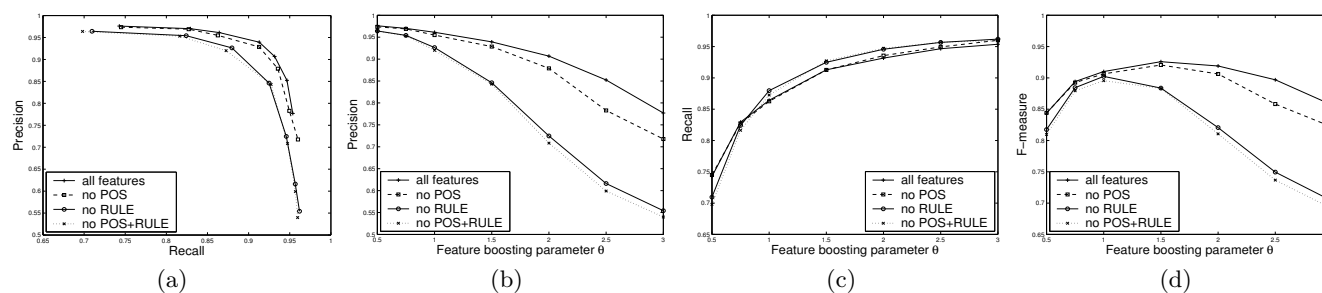 1
0.95
0.9
0.85
0.8
0.75
0.7
0.65
0.6
0.55
0.5
0.65 0.7 0.75 0.8 0.85 0.9 0.95 1
Precision
Recall
all features
no POS
no RULE
no POS+RULE
(a)
1
0.95
0.9
0.85
0.8
0.75
0.7
0.65
0.6
0.55
0.5
0.5 1 1.5 2 2.5 3
Precision
Feature boosting parameter θ
all features
no POS
no RULE
no POS+RULE
(b)
1
0.95
0.9
0.85
0.8
0.75
0.7
0.65
0.5 1 1.5 2 2.5 3
Recall
Feature boosting parameter θ
all features
no POS
no RULE
no POS+RULE
(c)
1
0.95
0.9
0.85
0.8
0.75
0.7
0.65
0.5 1 1.5 2 2.5
F-measure
Feature boosting parameter θ
all features
no POS
no RULE
no POS+RULE
(d)